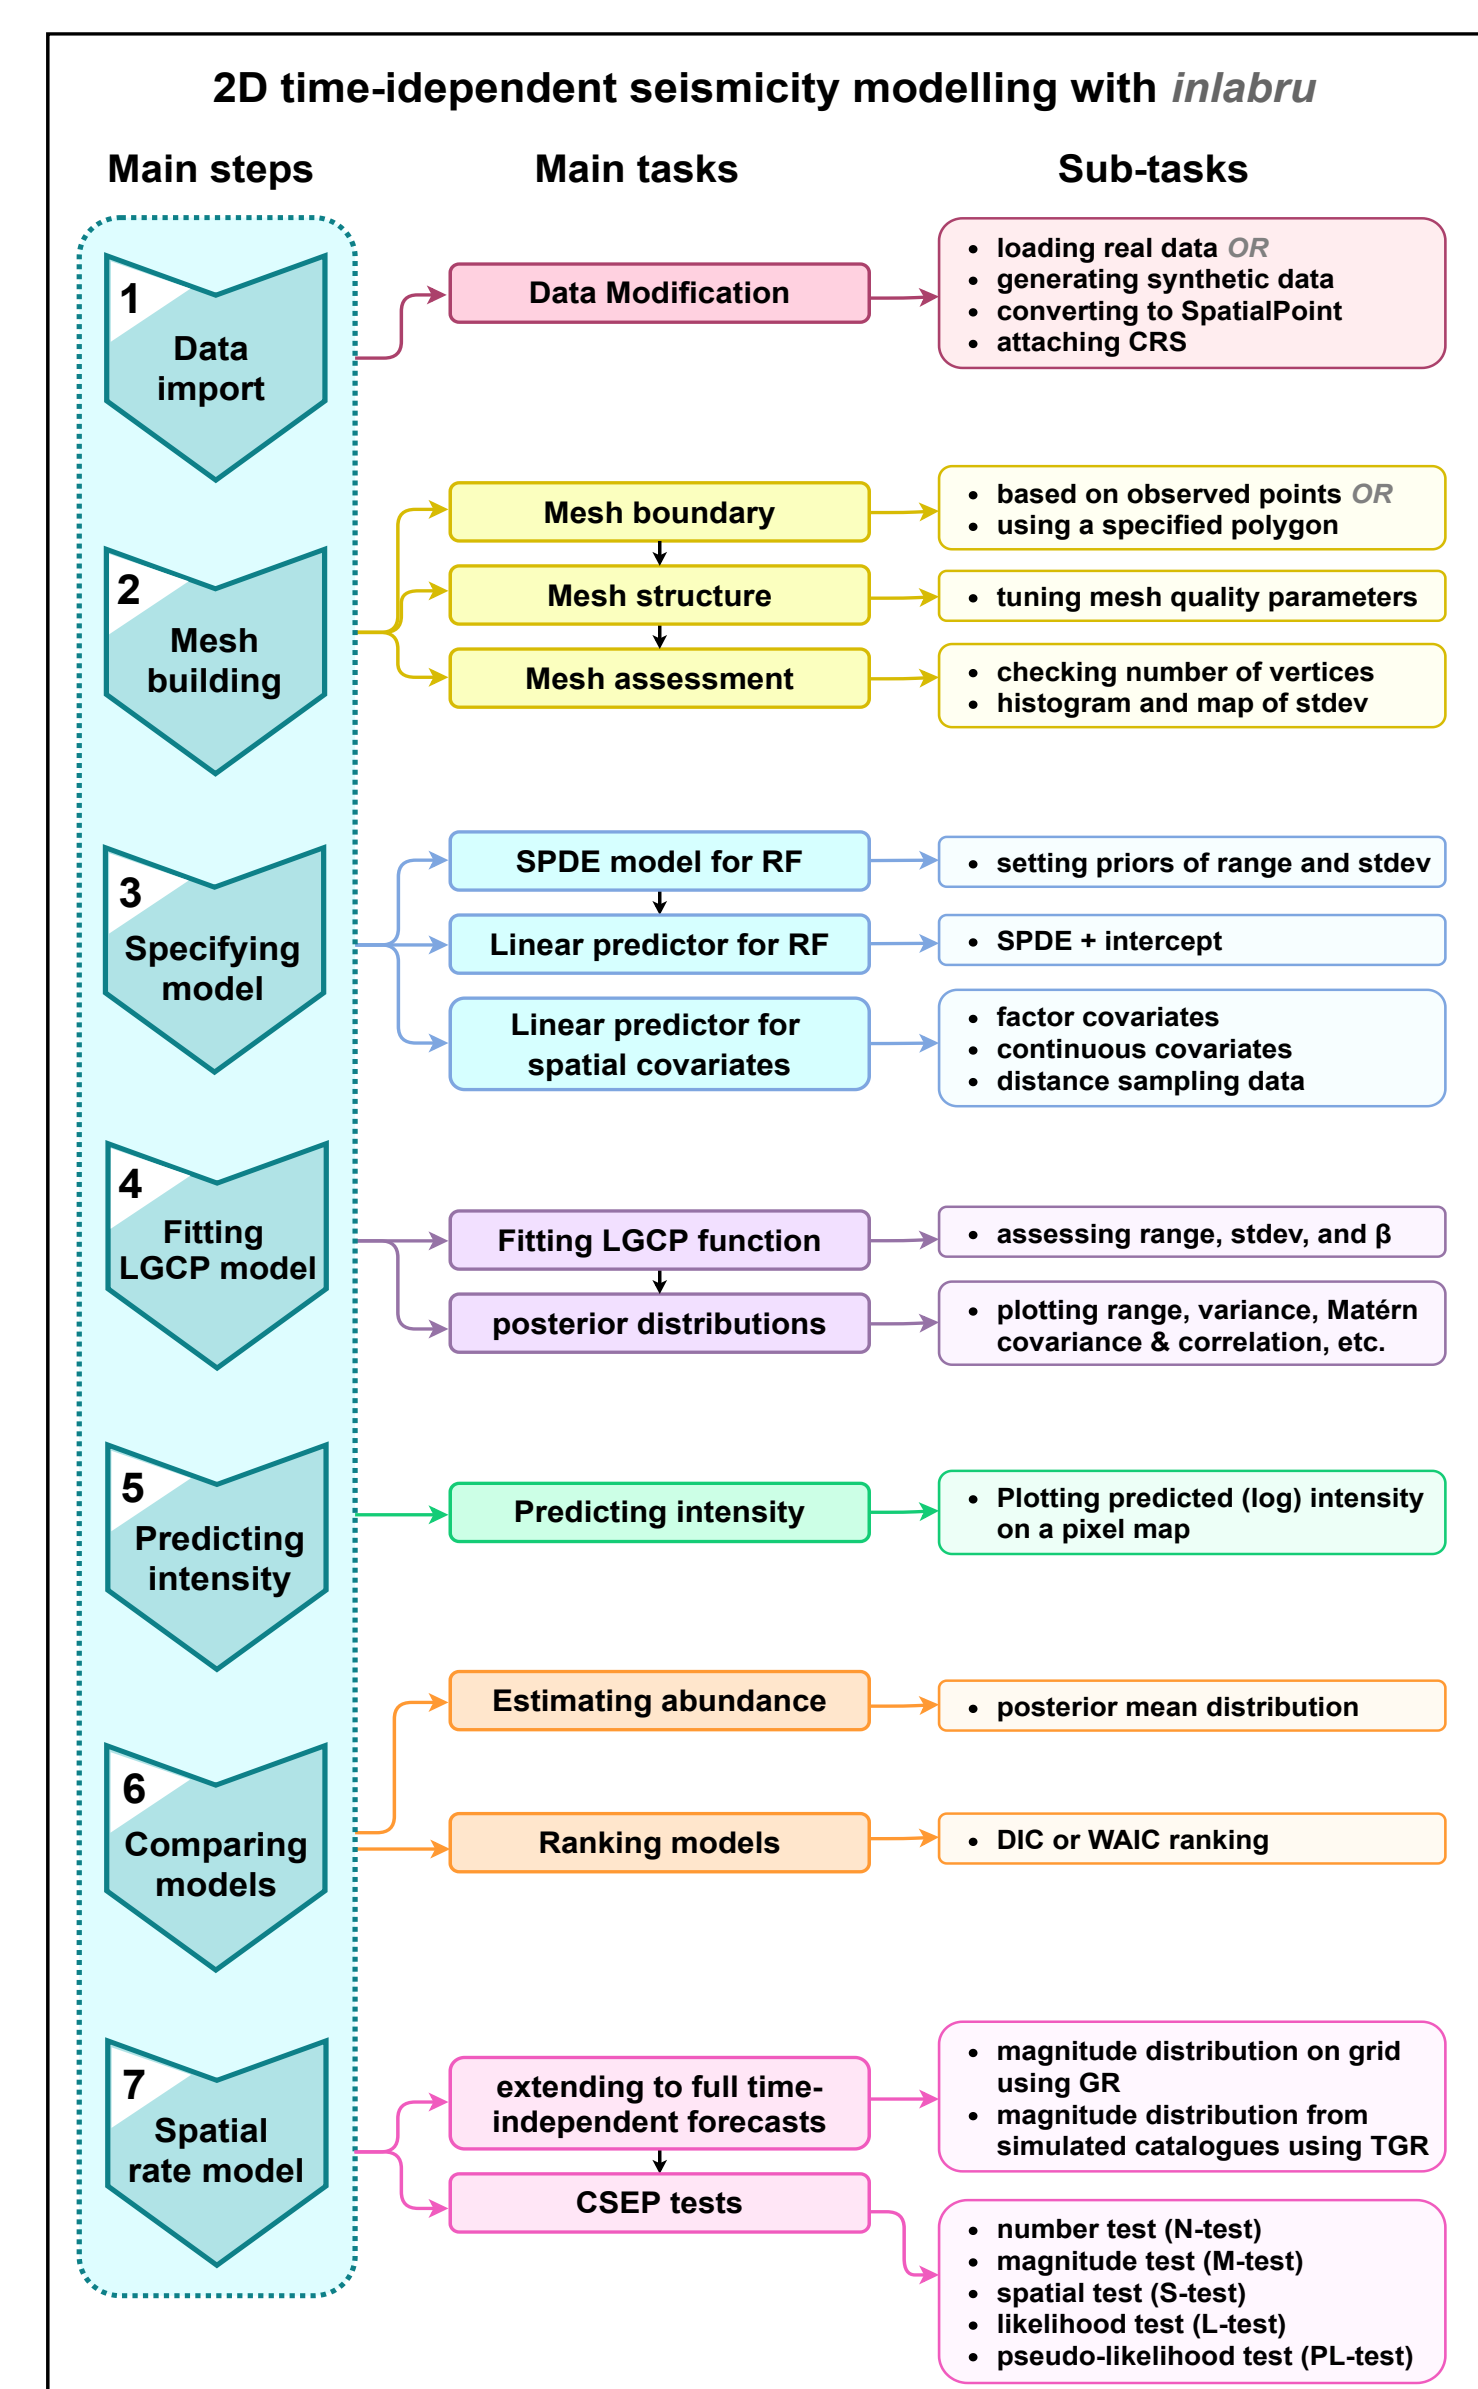 2D time-idependent seismicity modelling with inlabru
Main steps
Main tasks
Sub-tasks
1
Data
import
Data Modification
• loading real data OR
• generating synthetic data
• converting to SpatialPoint
• attaching CRS
2
Mesh
building
Mesh boundary
• based on observed points OR
• using a specified polygon
Mesh structure
• tuning mesh quality parameters
Mesh assessment
• checking number of vertices
• histogram and map of stdev
3
Specifying
model
SPDE model for RF
• setting priors of range and stdev
Linear predictor for RF
• SPDE + intercept
Linear predictor for
spatial covariates
• factor covariates
• continuous covariates
• distance sampling data
4
Fitting
LGCP model
Fitting LGCP function
• assessing range, stdev, and β
posterior distributions
• plotting range, variance, Matérn
covariance & correlation, etc.
5
Predicting
intensity
Predicting intensity
• Plotting predicted (log) intensity
on a pixel map
6
Comparing
models
Estimating abundance
• posterior mean distribution
Ranking models
• DIC or WAIC ranking
7
Spatial
rate model
extending to full time-
independent forecasts
• magnitude distribution on grid
using GR
• magnitude distribution from
simulated catalogues using TGR
CSEP tests
• number test (N-test)
• magnitude test (M-test)
• spatial test (S-test)
• likelihood test (L-test)
• pseudo-likelihood test (PL-test)